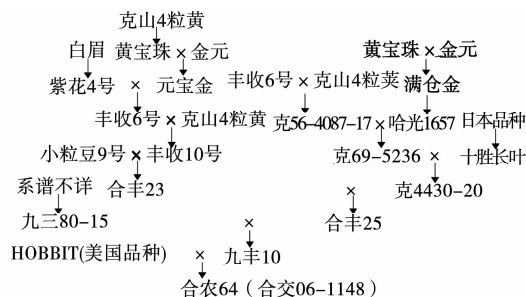 克山4粒黄
白眉 黄宝珠 × 金元 黄宝珠 × 金元
紫花4号 × 元宝金 丰收6号 × 克山4粒荚 满仓金
丰收6号 × 克山4粒黄 克56-4087-17 × 哈光1657 日本品种
小粒豆9号 × 丰收10号 克69-5236 × 十胜长叶
系谱不详 合丰23 × 克4430-20
九三80-15 × 合丰25
HOBBIT(美国品种) × 九丰10
合农64（合交06-1148）